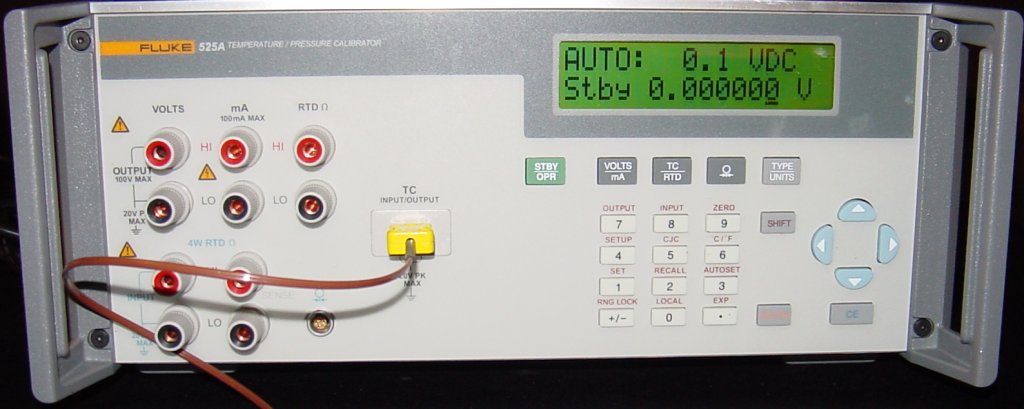 FLUKE 525A TEMPERATURE / PRESSURE CALIBRATOR
AUTO: 0.1 VDC
Stby 0.000000 V
VOLTS
mA
100mA MAX
RTD Ω
HI
HI
OUTPUT
100V MAX
LO
LO
20V
MAX
TC
INPUT/OUTPUT
PK
MAX
4W RTD Ω
INPUT
SENSE
LO
MAX
STBY
OPR
VOLTS
mA
TC
RTD
TYPE
UNITS
OUTPUT
INPUT
ZERO
7
8
9
SHIFT
SETUP
CJC
C/°F
4
5
6
SET
RECALL
AUTOSET
1
2
3
RNG LOCK
LOCAL
EXP
+/−
0
•
CE